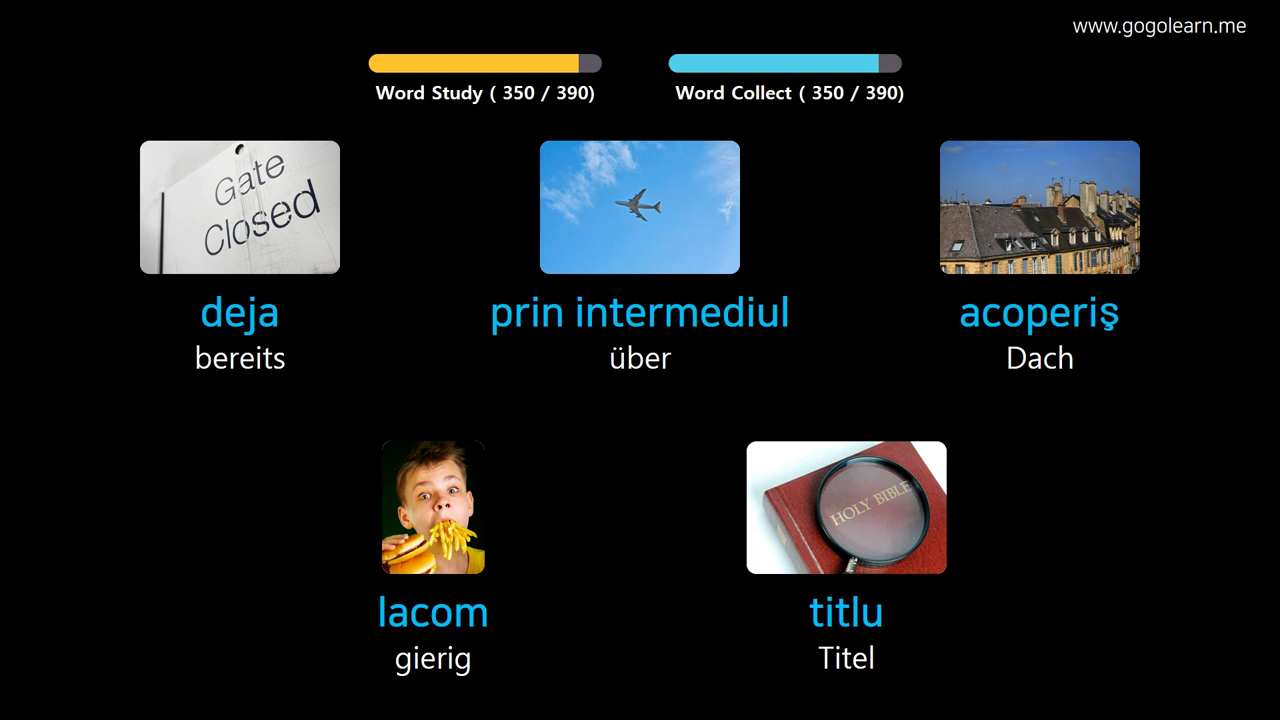 www.gogolearn.me
Word Study ( 350 / 390)
Word Collect ( 350 / 390)
Gate
Closed
deja
bereits
prin intermediul
über
acoperiş
Dach
HOLY BIBLE
lacom
gierig
titlu
Titel